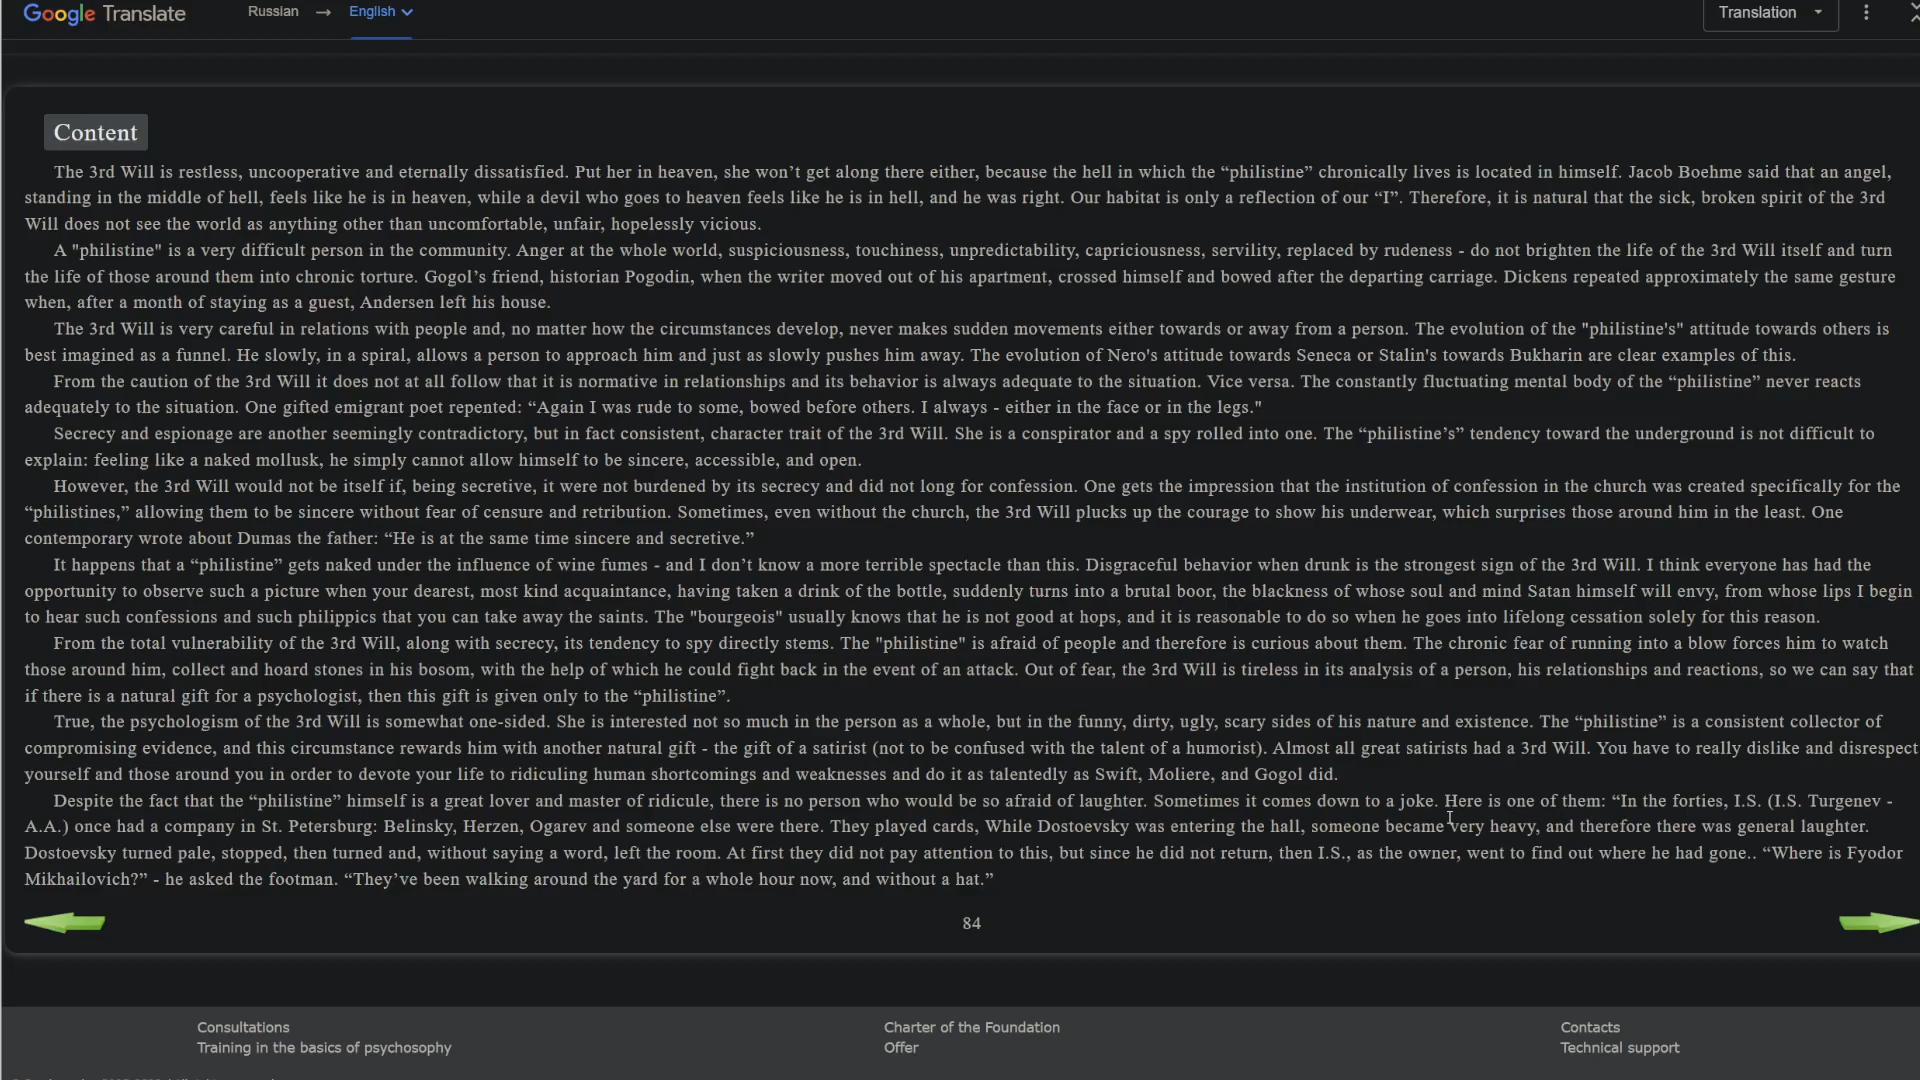 Google Translate
Russian → English
Translation
Content
The 3rd Will is restless, uncooperative and eternally dissatisfied. Put her in heaven, she won’t get along there either, because the hell in which the “philistine” chronically lives is located in himself. Jacob Boehme said that an angel,
standing in the middle of hell, feels like he is in heaven, while a devil who goes to heaven feels like he is in hell, and he was right. Our habitat is only a reflection of our “I”. Therefore, it is natural that the sick, broken spirit of the 3rd
Will does not see the world as anything other than uncomfortable, unfair, hopelessly vicious.
A "philistine" is a very difficult person in the community. Anger at the whole world, suspiciousness, touchiness, unpredictability, capriciousness, servility, replaced by rudeness - do not brighten the life of the 3rd Will itself and turn
the life of those around them into chronic torture. Gogol’s friend, historian Pogodin, when the writer moved out of his apartment, crossed himself and bowed after the departing carriage. Dickens repeated approximately the same gesture
when, after a month of staying as a guest, Andersen left his house.
The 3rd Will is very careful in relations with people and, no matter how the circumstances develop, never makes sudden movements either towards or away from a person. The evolution of the "philistine's" attitude towards others is
best imagined as a funnel. He slowly, in a spiral, allows a person to approach him and just as slowly pushes him away. The evolution of Nero's attitude towards Seneca or Stalin's towards Bukharin are clear examples of this.
From the caution of the 3rd Will it does not at all follow that it is normative in relationships and its behavior is always adequate to the situation. Vice versa. The constantly fluctuating mental body of the “philistine” never reacts
adequately to the situation. One gifted emigrant poet repented: “Again I was rude to some, bowed before others. I always - either in the face or in the legs."
Secrecy and espionage are another seemingly contradictory, but in fact consistent, character trait of the 3rd Will. She is a conspirator and a spy rolled into one. The “philistine’s” tendency toward the underground is not difficult to
explain: feeling like a naked mollusk, he simply cannot allow himself to be sincere, accessible, and open.
However, the 3rd Will would not be itself if, being secretive, it were not burdened by its secrecy and did not long for confession. One gets the impression that the institution of confession in the church was created specifically for the
“philistines,” allowing them to be sincere without fear of censure and retribution. Sometimes, even without the church, the 3rd Will plucks up the courage to show his underwear, which surprises those around him in the least. One
contemporary wrote about Dumas the father: “He is at the same time sincere and secretive.”
It happens that a “philistine” gets naked under the influence of wine fumes - and I don’t know a more terrible spectacle than this. Disgraceful behavior when drunk is the strongest sign of the 3rd Will. I think everyone has had the
opportunity to observe such a picture when your dearest, most kind acquaintance, having taken a drink of the bottle, suddenly turns into a brutal boor, the blackness of whose soul and mind Satan himself will envy, from whose lips I begin
to hear such confessions and such philippics that you can take away the saints. The "bourgeois" usually knows that he is not good at hops, and it is reasonable to do so when he goes into lifelong cessation solely for this reason.
From the total vulnerability of the 3rd Will, along with secrecy, its tendency to spy directly stems. The "philistine" is afraid of people and therefore is curious about them. The chronic fear of running into a blow forces him to watch
those around him, collect and hoard stones in his bosom, with the help of which he could fight back in the event of an attack. Out of fear, the 3rd Will is tireless in its analysis of a person, his relationships and reactions, so we can say that
if there is a natural gift for a psychologist, then this gift is given only to the “philistine”.
True, the psychologism of the 3rd Will is somewhat one-sided. She is interested not so much in the person as a whole, but in the funny, dirty, ugly, scary sides of his nature and existence. The “philistine” is a consistent collector of
compromising evidence, and this circumstance rewards him with another natural gift - the gift of a satirist (not to be confused with the talent of a humorist). Almost all great satirists had a 3rd Will. You have to really dislike and disrespect
yourself and those around you in order to devote your life to ridiculing human shortcomings and weaknesses and do it as talentedly as Swift, Moliere, and Gogol did.
Despite the fact that the “philistine” himself is a great lover and master of ridicule, there is no person who would be so afraid of laughter. Sometimes it comes down to a joke. Here is one of them: “In the forties, I.S. (I.S. Turgenev -
A.A.) once had a company in St. Petersburg: Belinsky, Herzen, Ogarev and someone else were there. They played cards, While Dostoevsky was entering the hall, someone became very heavy, and therefore there was general laughter.
Dostoevsky turned pale, stopped, then turned and, without saying a word, left the room. At first they did not pay attention to this, but since he did not return, then I.S., as the owner, went to find out where he had gone.. “Where is Fyodor
Mikhailovich?” - he asked the footman. “They’ve been walking around the yard for a whole hour now, and without a hat.”
84
Consultations
Training in the basics of psychosophy
Charter of the Foundation
Offer
Contacts
Technical support